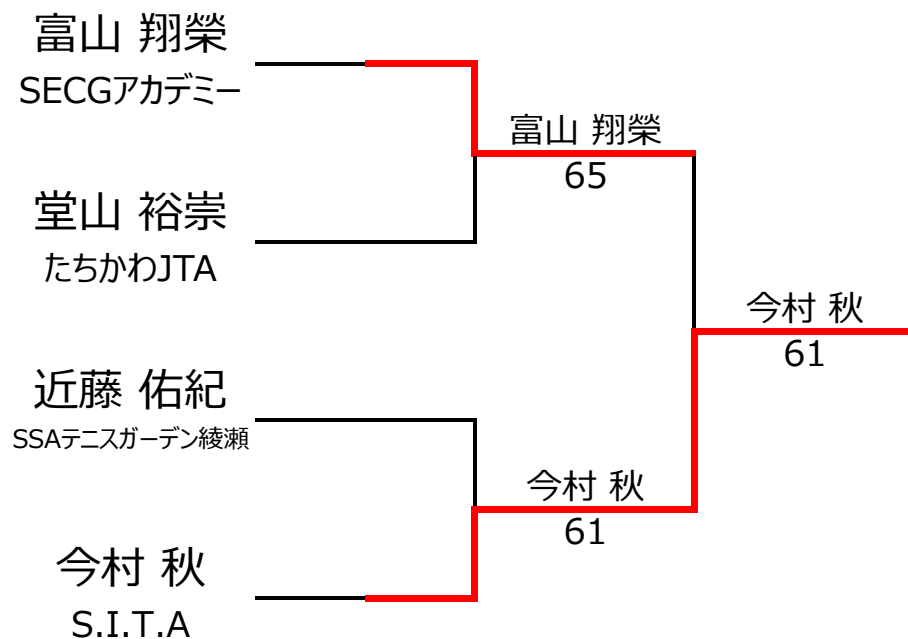 富山 翔榮
SECGアカデミー
富山 翔榮
65
堂山 裕崇
たちかわJTA
今村 秋
61
近藤 佑紀
SSAテニスガーデン綾瀬
今村 秋
61
今村 秋
S.I.T.A